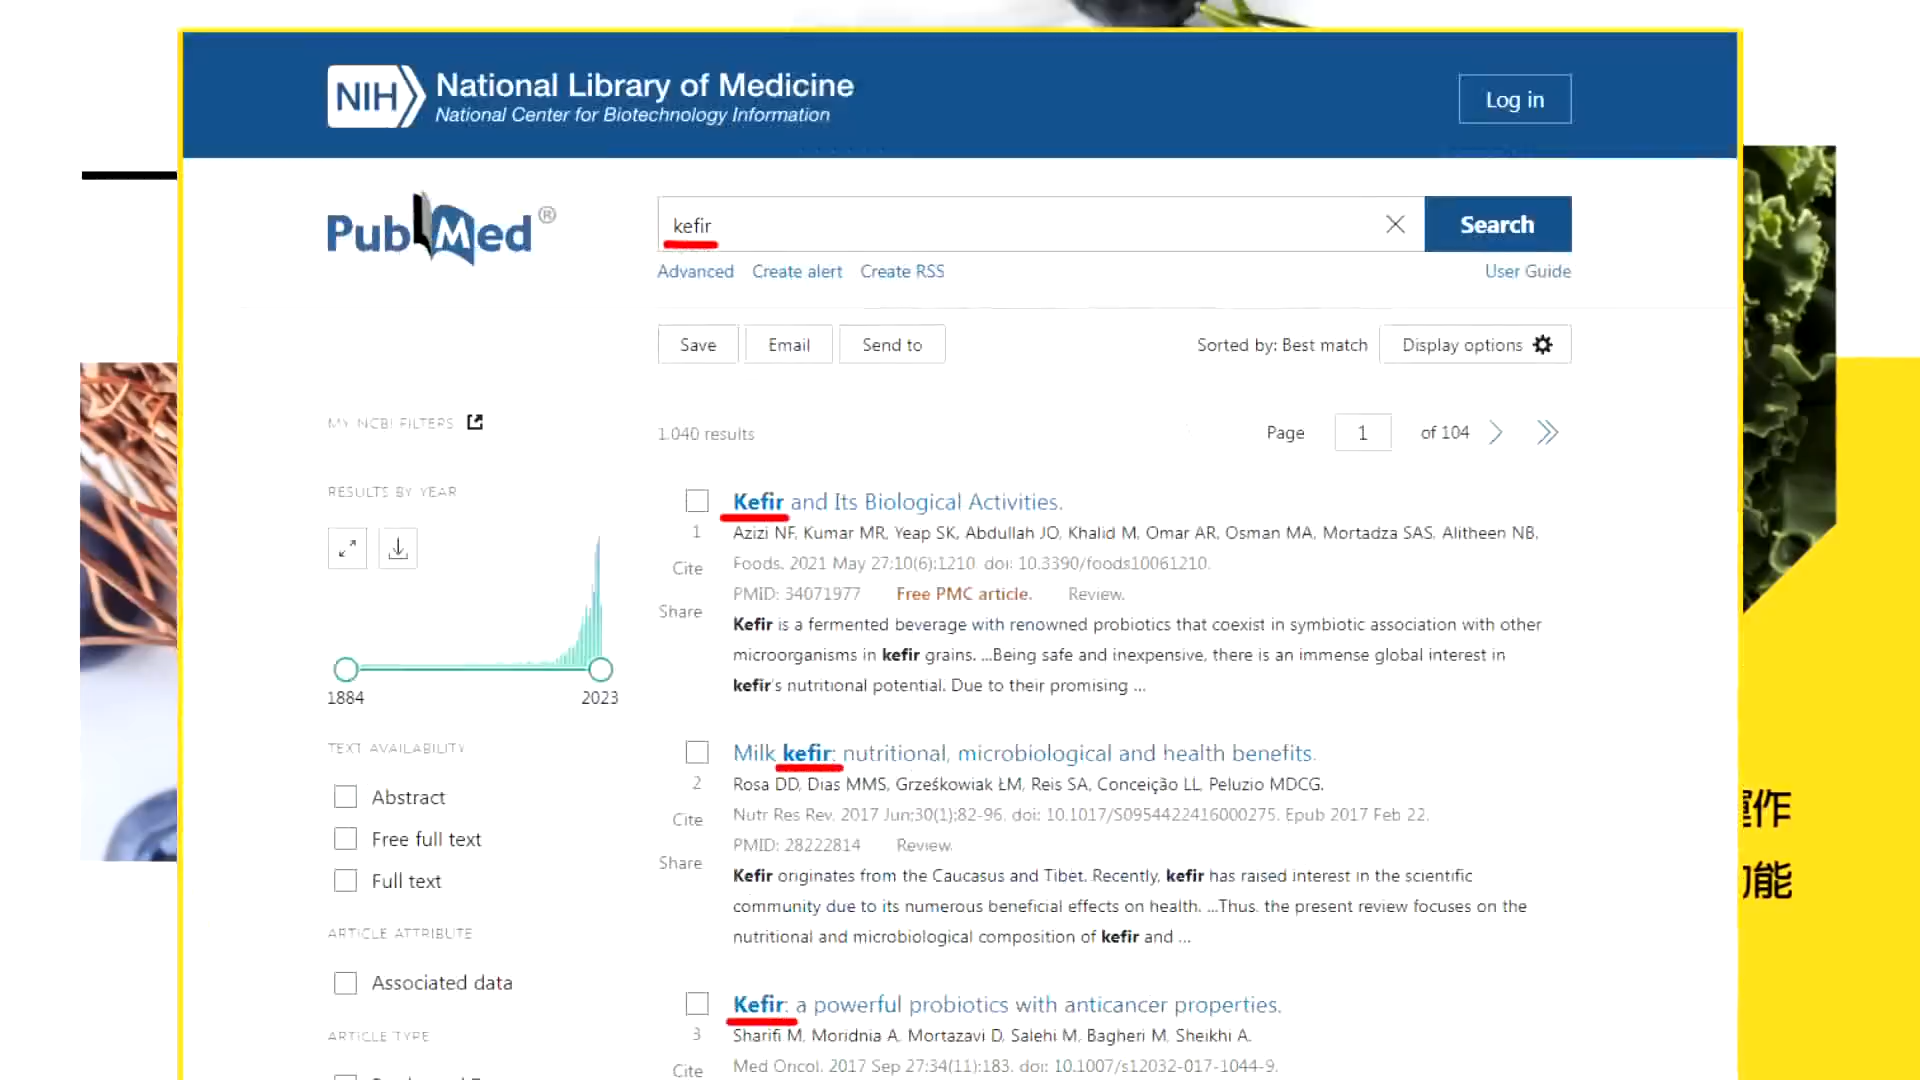 NIH National Library of Medicine
National Center for Biotechnology Information
Log in
PubMed®
kefir
Search
Advanced Create alert Create RSS
User Guide
Save Email Send to
Sorted by: Best match Display options
MY NCBI FILTERS
1,040 results
Page 1 of 104
RESULTS BY YEAR
1884 2023
TEXT AVAILABILITY
Abstract
Free full text
Full text
ARTICLE ATTRIBUTE
Associated data
ARTICLE TYPE
Kefir and Its Biological Activities.
1
Azizi NF, Kumar MR, Yeap SK, Abdullah JO, Khalid M, Omar AR, Osman MA, Mortadza SAS, Alitheen NB.
Cite
Foods. 2021 May 27;10(6):1210. doi: 10.3390/foods10061210.
PMID: 34071977 Free PMC article. Review.
Share
Kefir is a fermented beverage with renowned probiotics that coexist in symbiotic association with other
microorganisms in kefir grains. ...Being safe and inexpensive, there is an immense global interest in
kefir's nutritional potential. Due to their promising ...
Milk kefir: nutritional, microbiological and health benefits.
2
Rosa DD, Dias MMS, Grześkowiak ŁM, Reis SA, Conceição LL, Peluzio MDCG.
Cite
Nutr Res Rev. 2017 Jun;30(1):82-96. doi: 10.1017/S0954422416000275. Epub 2017 Feb 22.
PMID: 28222814 Review.
Share
Kefir originates from the Caucasus and Tibet. Recently, kefir has raised interest in the scientific
community due to its numerous beneficial effects on health. ...Thus, the present review focuses on the
nutritional and microbiological composition of kefir and ...
Kefir: a powerful probiotics with anticancer properties.
3
Sharifi M, Moridnia A, Mortazavi D, Salehi M, Bagheri M, Sheikhi A.
Cite
Med Oncol. 2017 Sep 27;34(11):183. doi: 10.1007/s12032-017-1044-9.
作
能